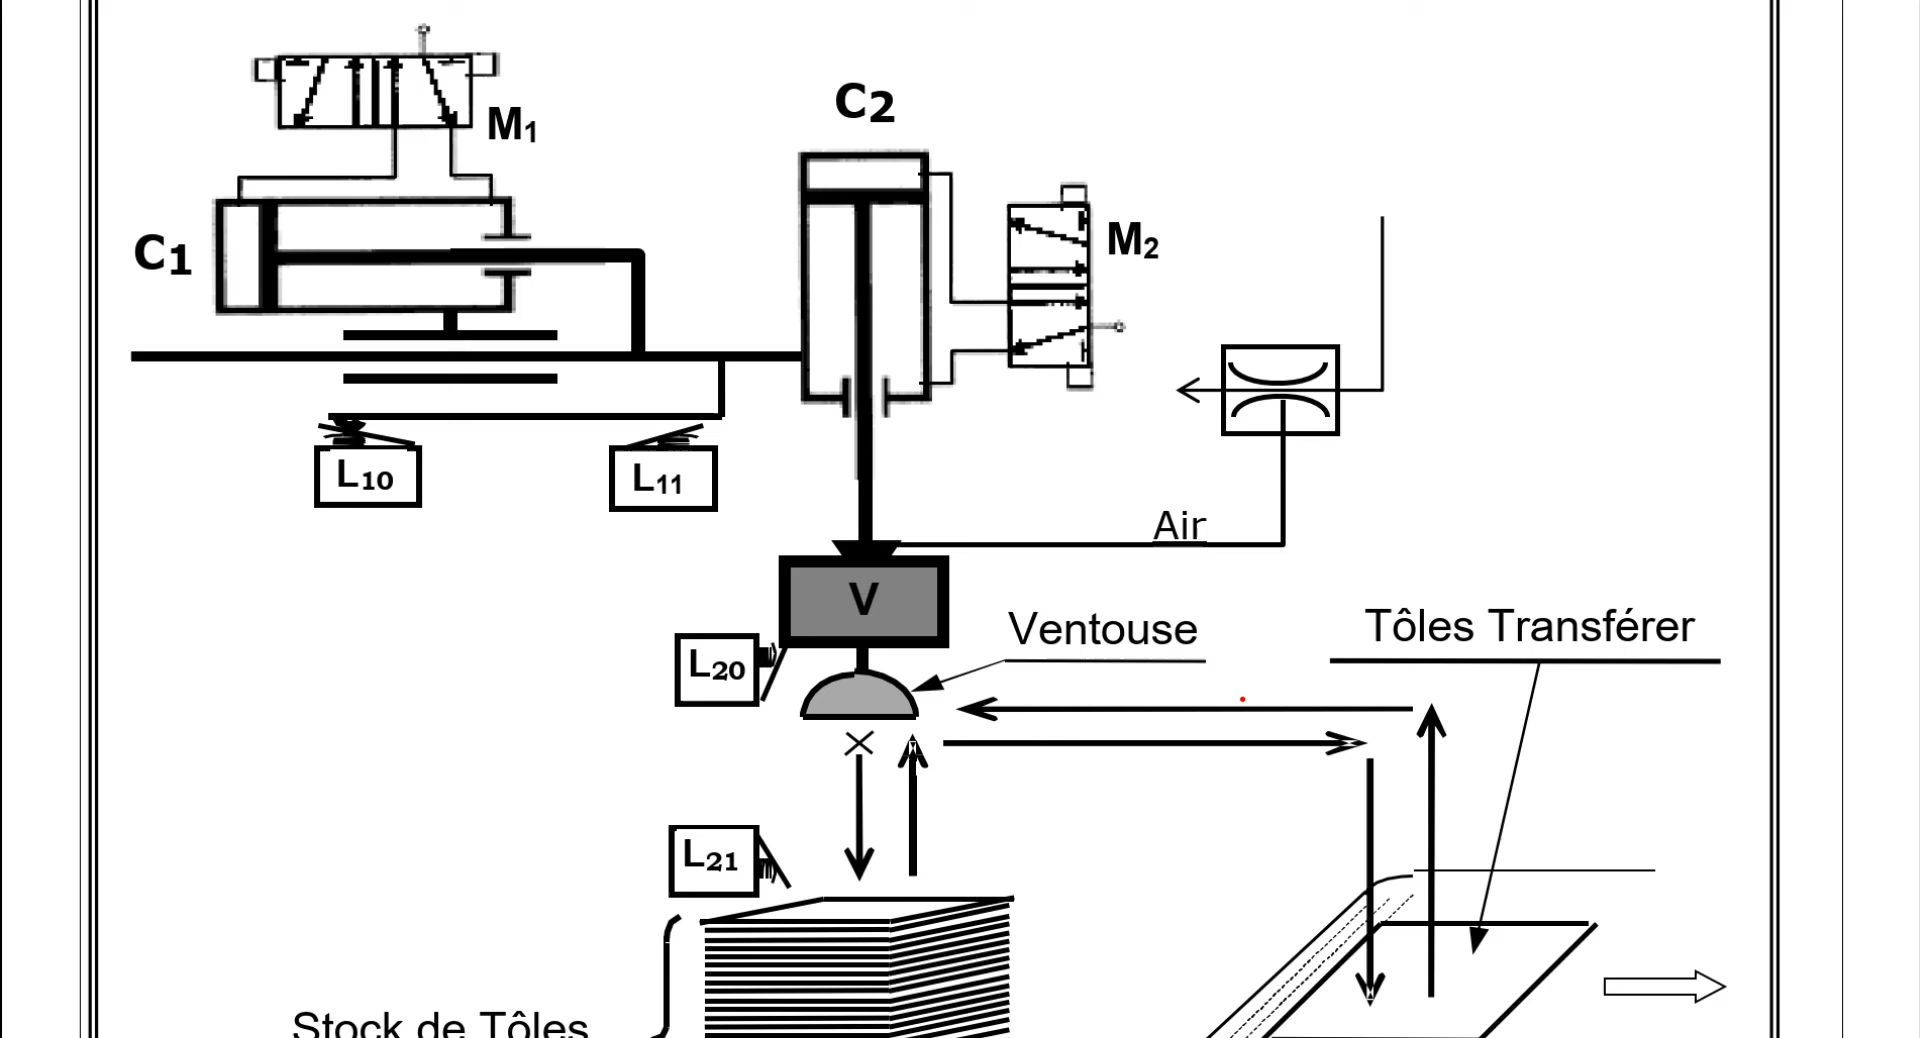 C2
M1
C1
M2
L10
L11
Air
V
Ventouse
Tôles Transférer
L20
L21
Stock de Tôles